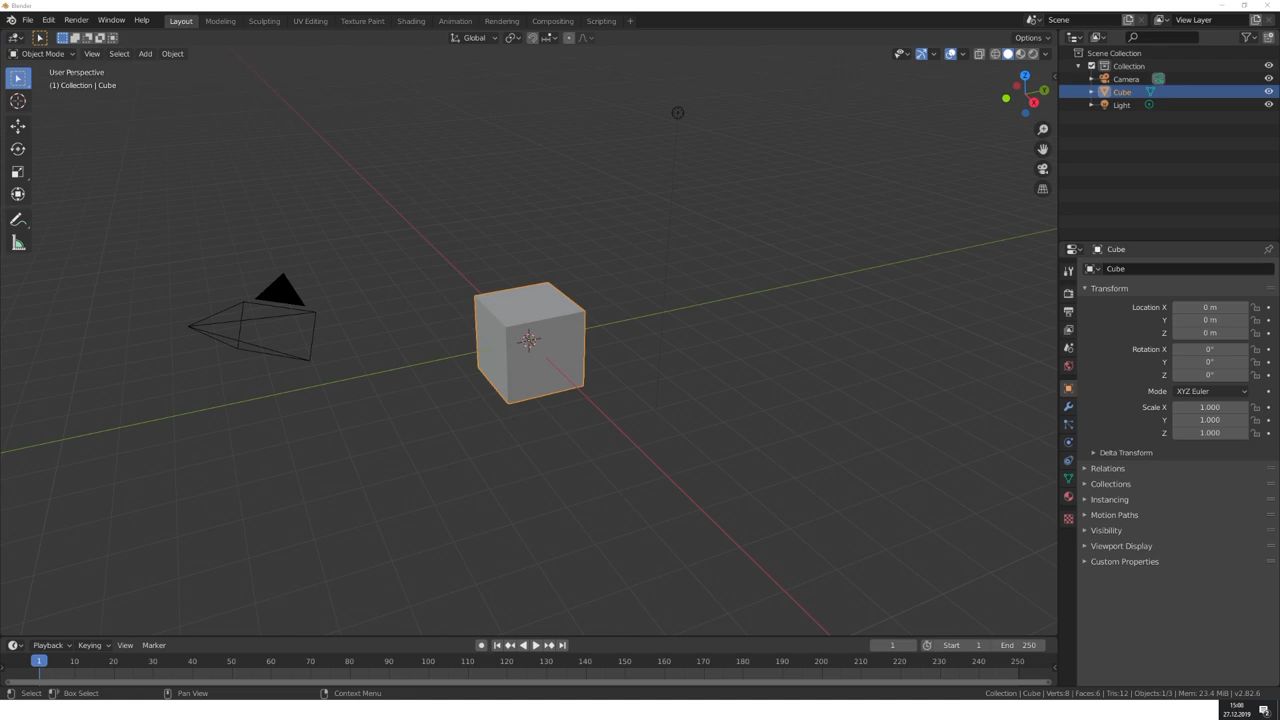 Blender
File Edit Render Window Help Layout Modeling Sculpting UV Editing Texture Paint Shading Animation Rendering Compositing Scripting + Scene View Layer
Global Options
Object Mode View Select Add Object
User Perspective
(1) Collection | Cube
Z
Y
X
Scene Collection
Collection
Camera
Cube
Light
Cube
Cube
Transform
Location X 0 m
Y 0 m
Z 0 m
Rotation X 0°
Y 0°
Z 0°
Mode XYZ Euler
Scale X 1.000
Y 1.000
Z 1.000
Delta Transform
Relations
Collections
Instancing
Motion Paths
Visibility
Viewport Display
Custom Properties
Playback Keying View Marker 1 Start 1 End 250
1 10 20 30 40 50 60 70 80 90 100 110 120 130 140 150 160 170 180 190 200 210 220 230 240 250
Select Box Select Pan View Context Menu Collection | Cube | Verts:8 | Faces:6 | Tris:12 | Objects:1/3 | Mem: 23.4 MiB | v2.82.6
15:08
27.12.2019